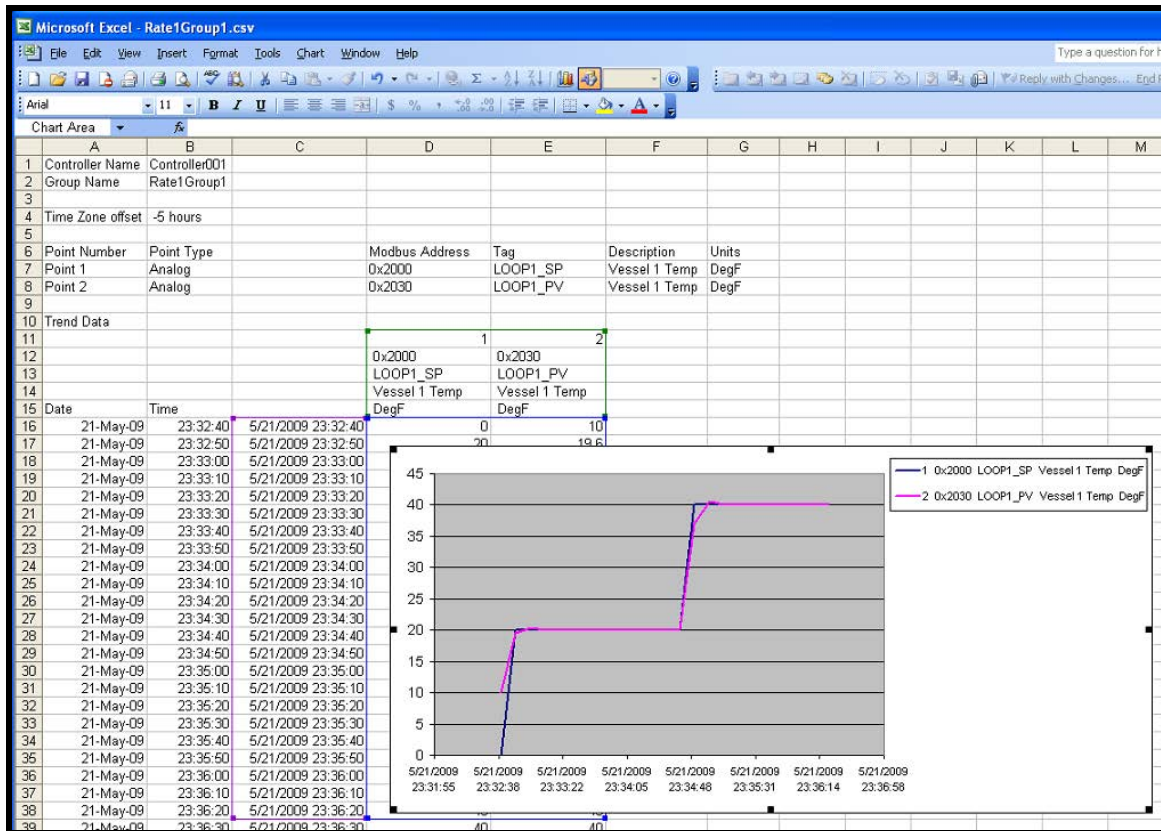 Microsoft Excel - Rate1Group1.csv
File Edit View Insert Format Tools Chart Window Help
Type a question for h
Reply with Changes... End R
Arial 11 B I U $ % , A
Chart Area fx
A B C D E F G H I J K L M
1 Controller Name Controller001
2 Group Name Rate1Group1
3
4 Time Zone offset -5 hours
5
6 Point Number Point Type Modbus Address Tag Description Units
7 Point 1 Analog 0x2000 LOOP1_SP Vessel 1 Temp DegF
8 Point 2 Analog 0x2030 LOOP1_PV Vessel 1 Temp DegF
9
10 Trend Data
11 1 2
12 0x2000 0x2030
13 LOOP1_SP LOOP1_PV
14 Vessel 1 Temp Vessel 1 Temp
15 Date Time DegF DegF
16 21-May-09 23:32:40 5/21/2009 23:32:40 0 10
17 21-May-09 23:32:50 5/21/2009 23:32:50 20 19.6
18 21-May-09 23:33:00 5/21/2009 23:33:00
19 21-May-09 23:33:10 5/21/2009 23:33:10
20 21-May-09 23:33:20 5/21/2009 23:33:20
21 21-May-09 23:33:30 5/21/2009 23:33:30
22 21-May-09 23:33:40 5/21/2009 23:33:40
23 21-May-09 23:33:50 5/21/2009 23:33:50
24 21-May-09 23:34:00 5/21/2009 23:34:00
25 21-May-09 23:34:10 5/21/2009 23:34:10
26 21-May-09 23:34:20 5/21/2009 23:34:20
27 21-May-09 23:34:30 5/21/2009 23:34:30
28 21-May-09 23:34:40 5/21/2009 23:34:40
29 21-May-09 23:34:50 5/21/2009 23:34:50
30 21-May-09 23:35:00 5/21/2009 23:35:00
31 21-May-09 23:35:10 5/21/2009 23:35:10
32 21-May-09 23:35:20 5/21/2009 23:35:20
33 21-May-09 23:35:30 5/21/2009 23:35:30
34 21-May-09 23:35:40 5/21/2009 23:35:40
35 21-May-09 23:35:50 5/21/2009 23:35:50
36 21-May-09 23:36:00 5/21/2009 23:36:00
37 21-May-09 23:36:10 5/21/2009 23:36:10
38 21-May-09 23:36:20 5/21/2009 23:36:20
39 21-May-09 23:36:30 5/21/2009 23:36:30 40 40
1 0x2000 LOOP1_SP Vessel 1 Temp DegF
2 0x2030 LOOP1_PV Vessel 1 Temp DegF
45
40
35
30
25
20
15
10
5
0
5/21/2009 5/21/2009 5/21/2009 5/21/2009 5/21/2009 5/21/2009 5/21/2009 5/21/2009
23:31:55 23:32:38 23:33:22 23:34:05 23:34:48 23:35:31 23:36:14 23:36:58